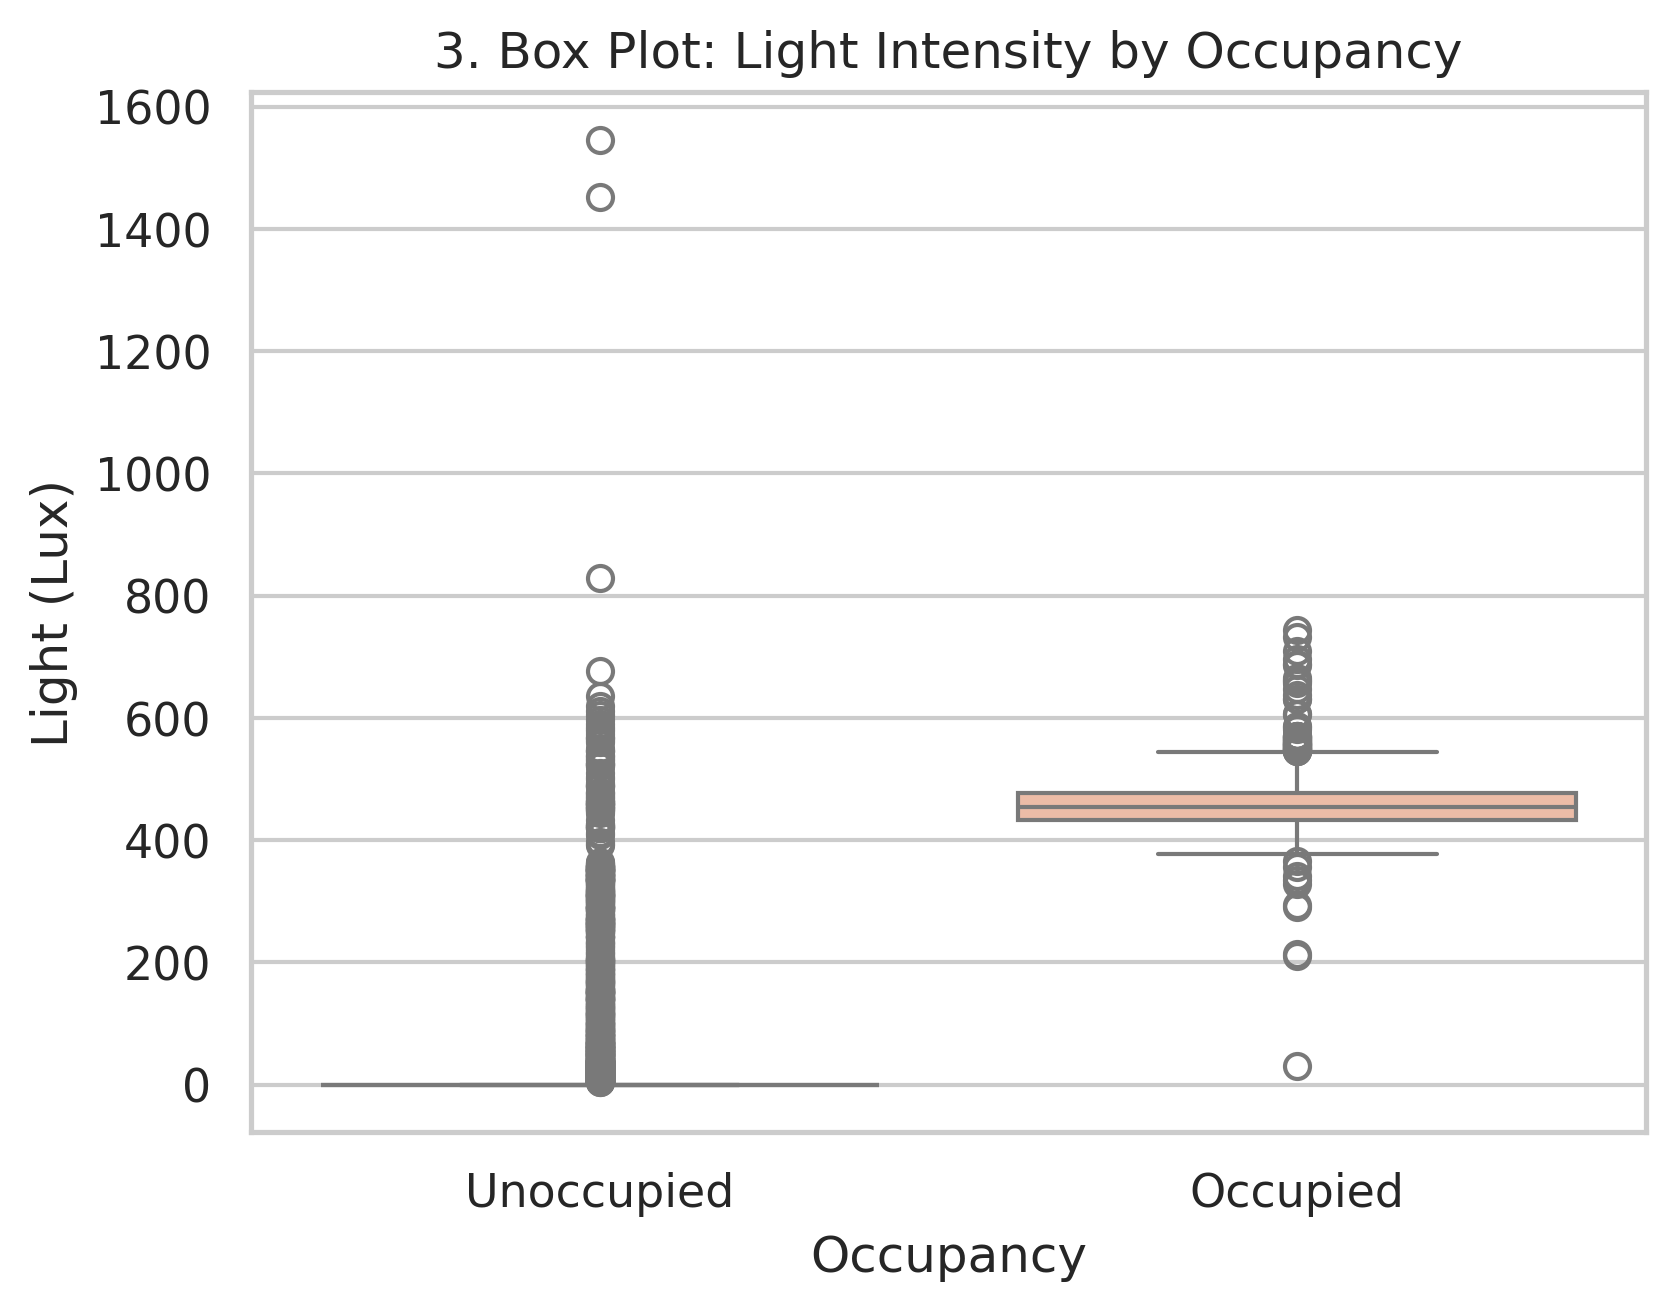 3. Box Plot: Light Intensity by Occupancy
1600
1400
1200
1000
800
600
400
200
0
Light (Lux)
Unoccupied
Occupied
Occupancy